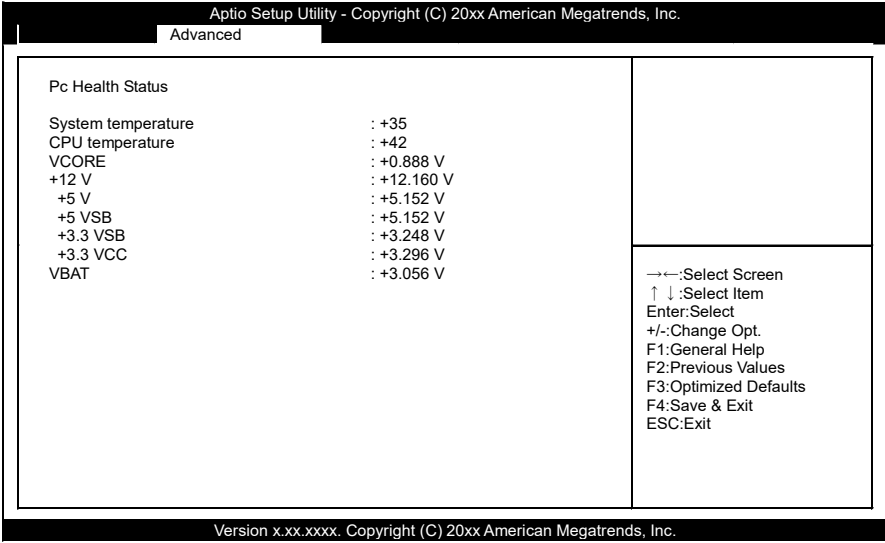 Aptio Setup Utility - Copyright (C) 20xx American Megatrends, Inc.
Advanced
Pc Health Status
System temperature : +35
CPU temperature : +42
VCORE : +0.888 V
+12 V : +12.160 V
+5 V : +5.152 V
+5 VSB : +5.152 V
+3.3 VSB : +3.248 V
+3.3 VCC : +3.296 V
VBAT : +3.056 V
→←:Select Screen
↑↓:Select Item
Enter:Select
+/-:Change Opt.
F1:General Help
F2:Previous Values
F3:Optimized Defaults
F4:Save & Exit
ESC:Exit
Version x.xx.xxxx. Copyright (C) 20xx American Megatrends, Inc.